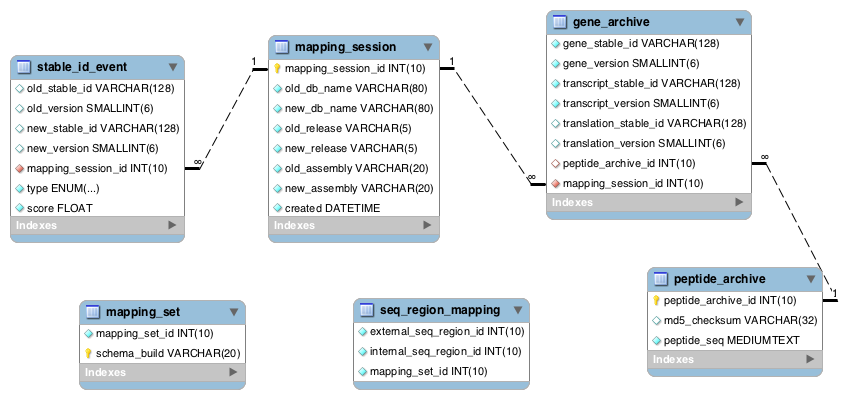 stable_id_event
old_stable_id VARCHAR(128)
old_version SMALLINT(6)
new_stable_id VARCHAR(128)
new_version SMALLINT(6)
mapping_session_id INT(10)
type ENUM(...)
score FLOAT
Indexes
∞
1
mapping_session
mapping_session_id INT(10)
old_db_name VARCHAR(80)
new_db_name VARCHAR(80)
old_release VARCHAR(5)
new_release VARCHAR(5)
old_assembly VARCHAR(20)
new_assembly VARCHAR(20)
created DATETIME
Indexes
1
∞
gene_archive
gene_stable_id VARCHAR(128)
gene_version SMALLINT(6)
transcript_stable_id VARCHAR(128)
transcript_version SMALLINT(6)
translation_stable_id VARCHAR(128)
translation_version SMALLINT(6)
peptide_archive_id INT(10)
mapping_session_id INT(10)
Indexes
∞
1
mapping_set
mapping_set_id INT(10)
schema_build VARCHAR(20)
Indexes
seq_region_mapping
external_seq_region_id INT(10)
internal_seq_region_id INT(10)
mapping_set_id INT(10)
peptide_archive
peptide_archive_id INT(10)
md5_checksum VARCHAR(32)
peptide_seq MEDIUMTEXT
Indexes